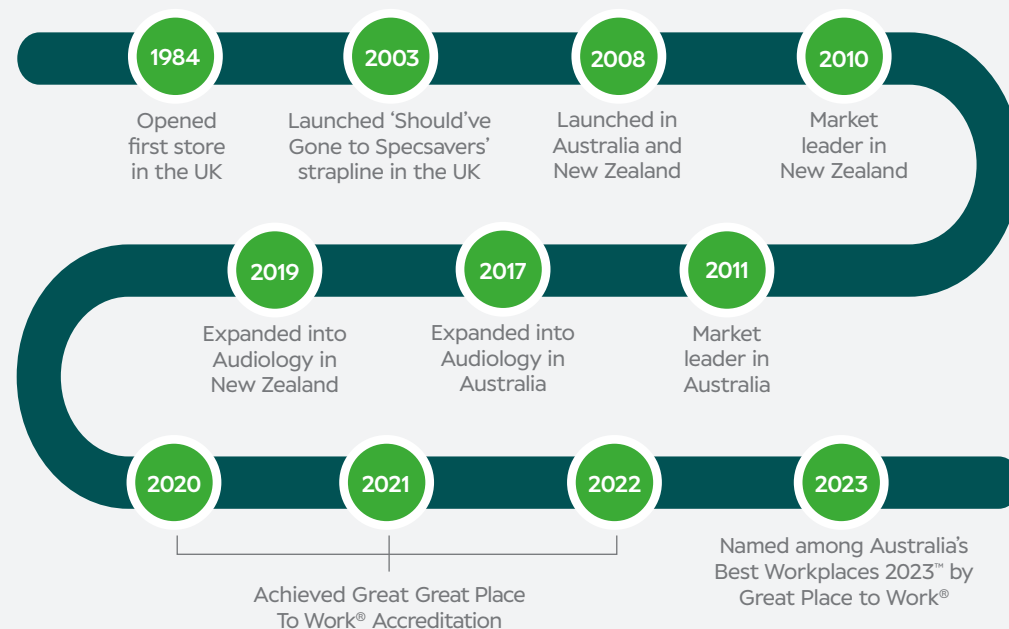 1984
Opened
first store
in the UK
2003
Launched ‘Should’ve
Gone to Specsavers’
strapline in the UK
2008
Launched in
Australia and
New Zealand
2010
Market
leader in
New Zealand
2011
Market
leader in
Australia
2017
Expanded into
Audiology in
Australia
2019
Expanded into
Audiology in
New Zealand
2020
2021
2022
Achieved Great Great Place
To Work® Accreditation
2023
Named among Australia’s
Best Workplaces 2023™ by
Great Place to Work®